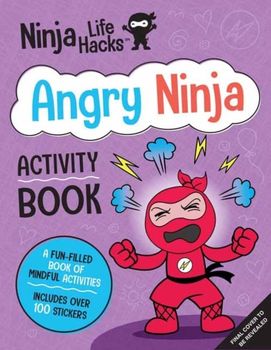 Ninja Life Hacks™
Angry Ninja
ACTIVITY
BOOK
A FUN-FILLED
BOOK OF
MINDFUL ACTIVITIES
INCLUDES OVER
100 STICKERS
FINAL COVER TO
BE REVEALED